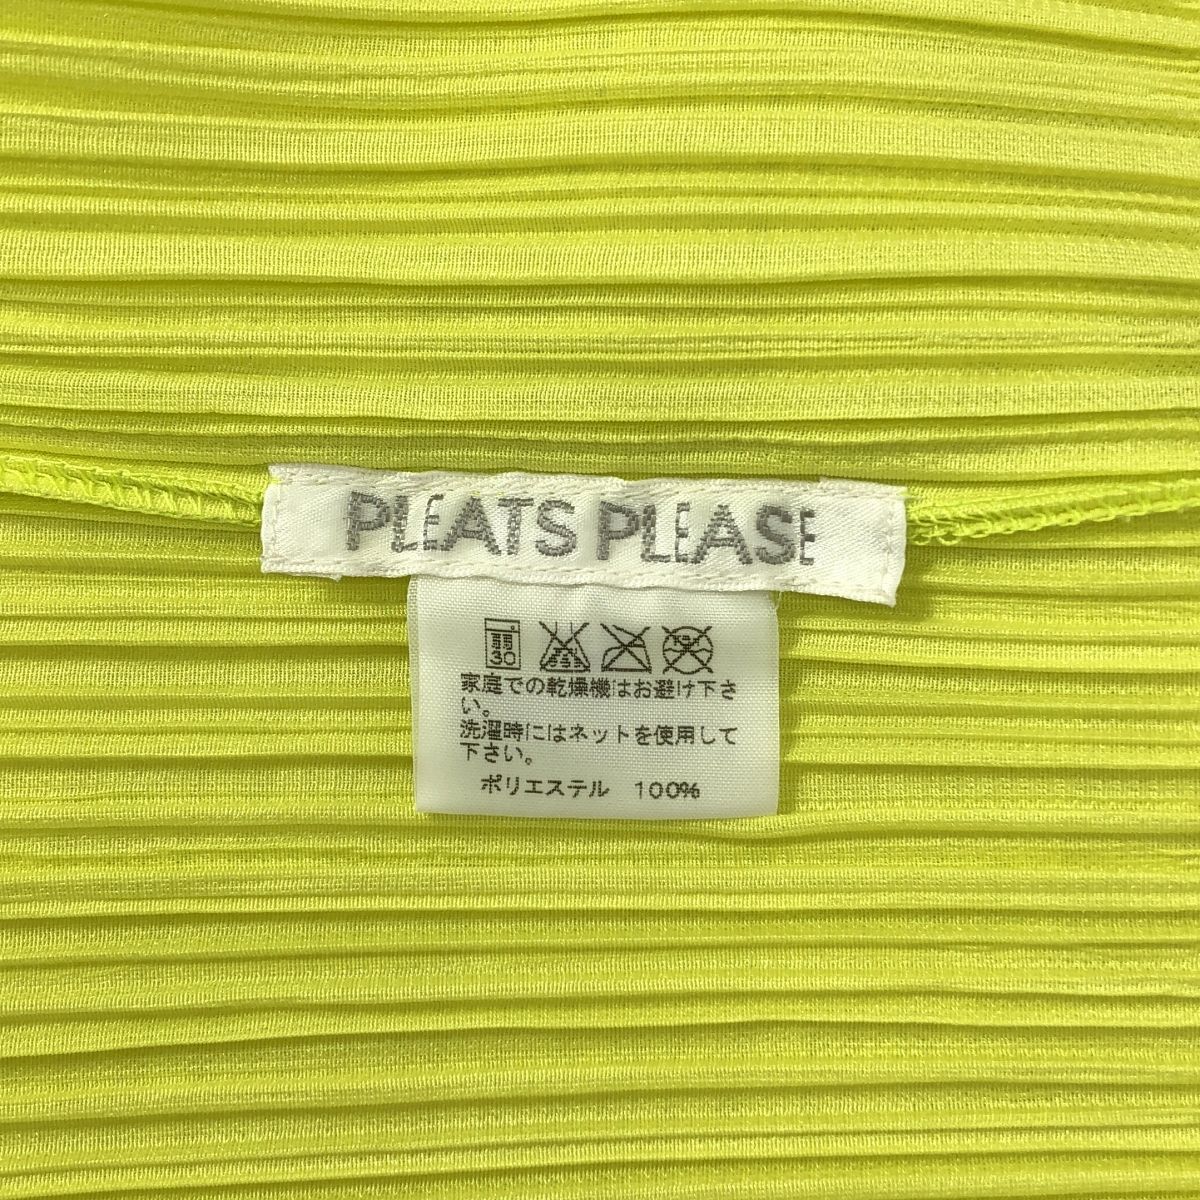 PLEATS PLEASE
弱
30
家庭での乾燥機はお避け下さ
い。
洗濯時にはネットを使用して
下さい。
ポリエステル 100%